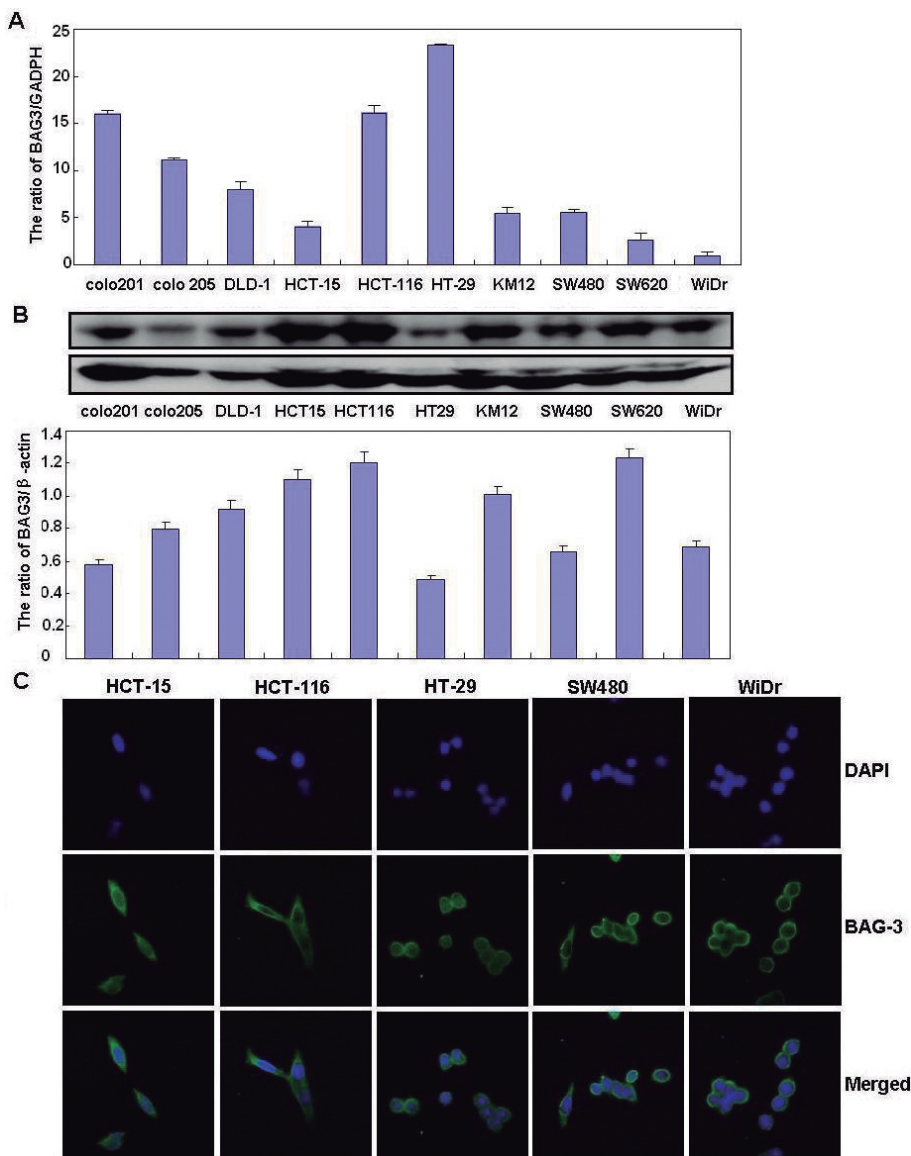 A
The ratio of BAG3/GADPH
25
20
15
10
5
0
colo201 colo 205 DLD-1 HCT-15 HCT-116 HT-29 KM12 SW480 SW620 WiDr
B
colo201 colo205 DLD-1 HCT15 HCT116 HT29 KM12 SW480 SW620 WiDr
The ratio of BAG3/β-actin
1.4
1.2
1.0
0.8
0.6
0.4
0.2
0
C
HCT-15 HCT-116 HT-29 SW480 WiDr
DAPI
BAG-3
Merged